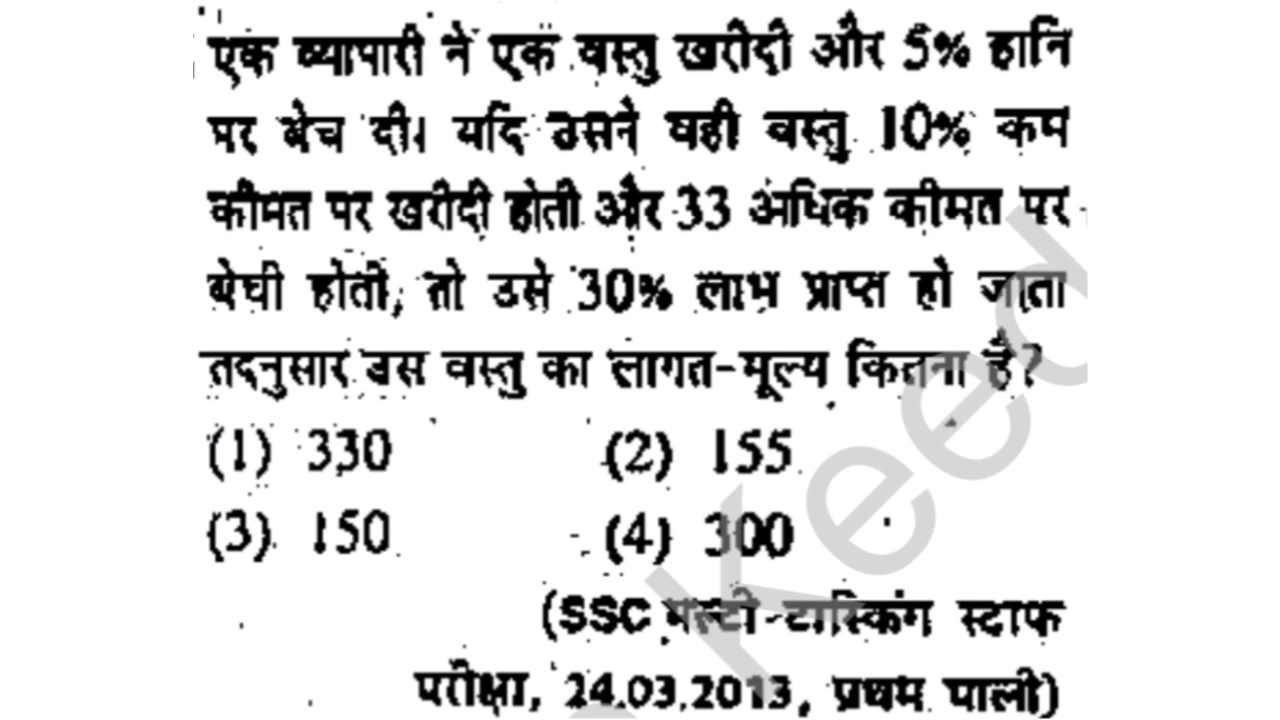 एक व्यापारी ने एक वस्तु खरीदी और 5% हानि
पर बेच दी। यदि उसने वही वस्तु 10% कम
कीमत पर खरीदी होती और 33 अधिक कीमत पर
बेची होती, तो उसे 30% लाभ प्राप्त हो जाता
तदनुसार उस वस्तु का लागत-मूल्य कितना है?
(1) 330 (2) 155
(3) 150 (4) 300
(SSC मल्टी-टास्किंग स्टाफ
परीक्षा, 24.03.2013, प्रथम पाली)
Keed